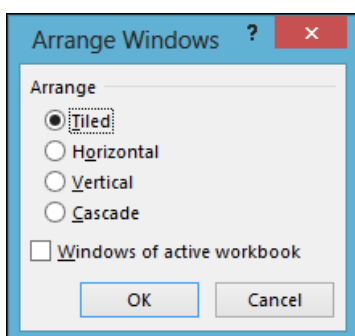 Arrange Windows ? ×
Arrange
Tiled
Horizontal
Vertical
Cascade
Windows of active workbook
OK Cancel